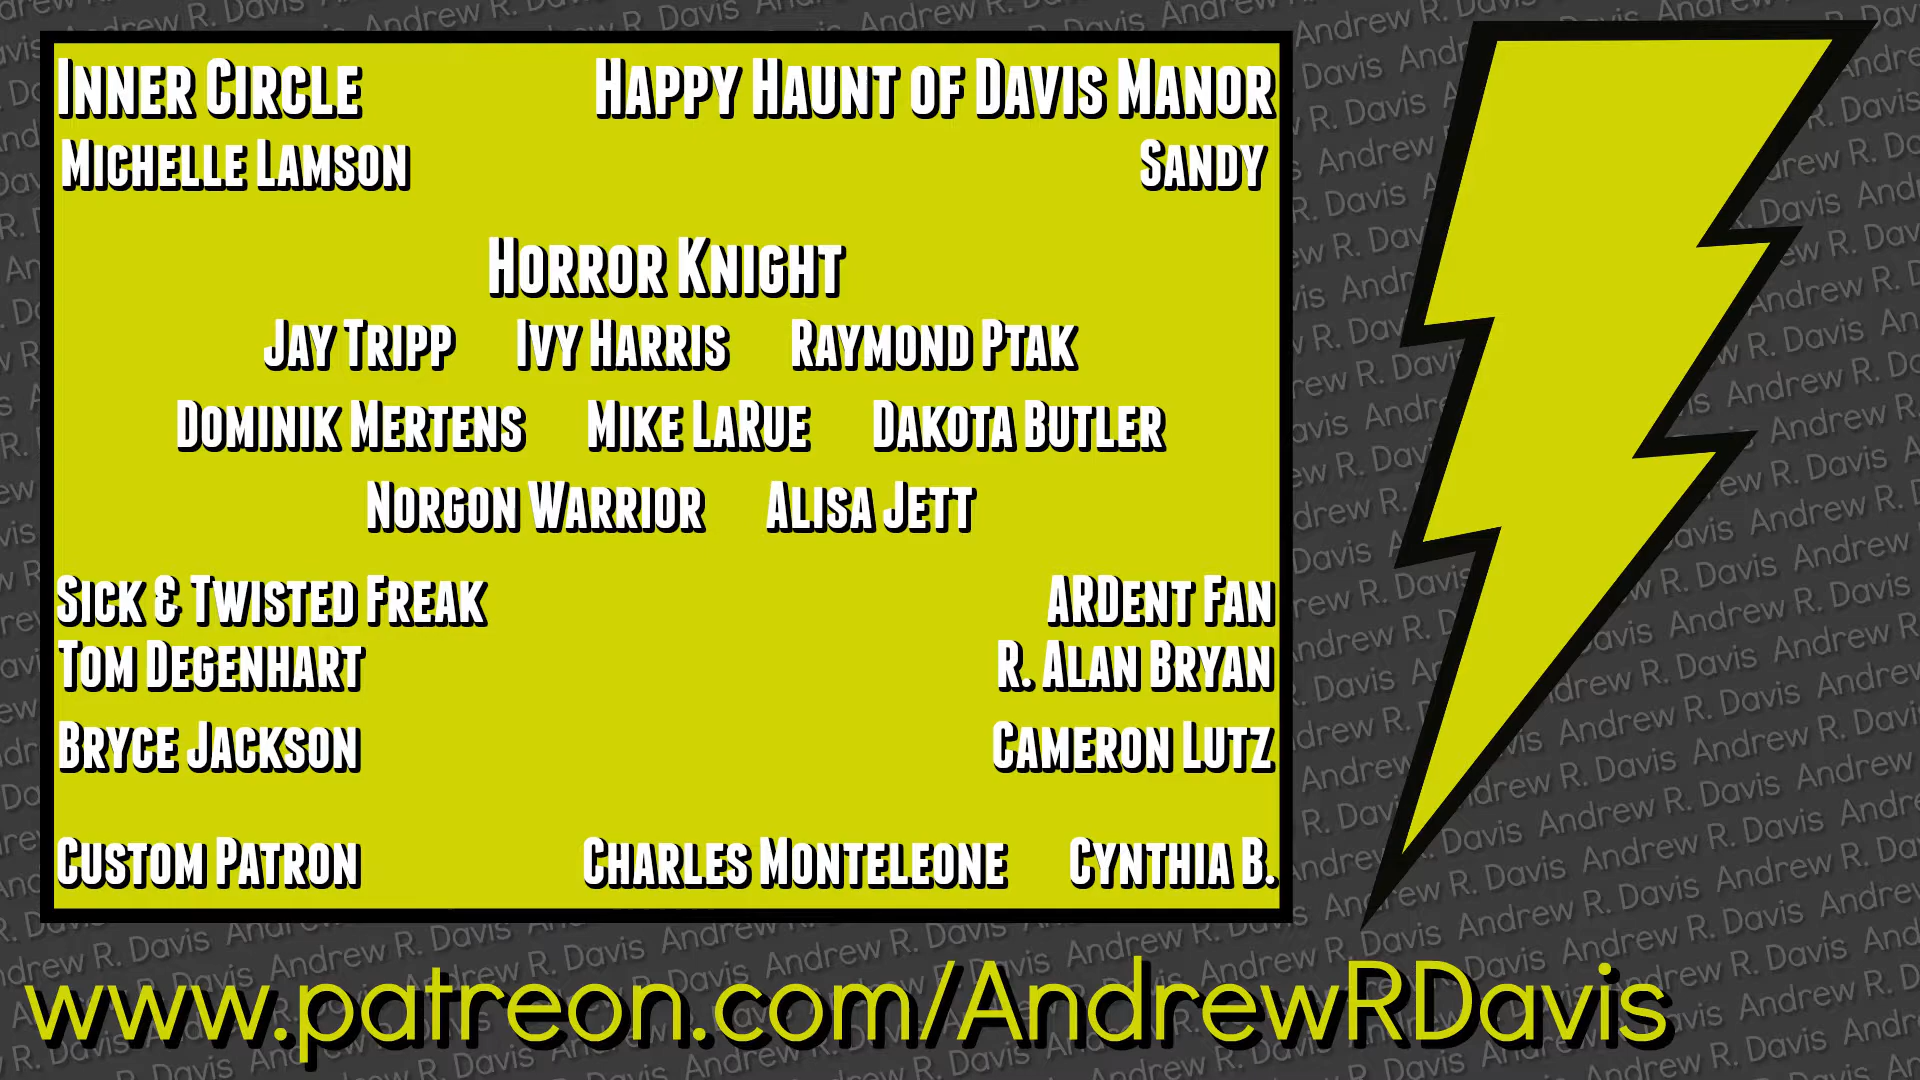 Inner Circle Happy Haunt of Davis Manor
Michelle Lamson Sandy
Horror Knight
Jay Tripp Ivy Harris Raymond Ptak
Dominik Mertens Mike LaRue Dakota Butler
Norgon Warrior Alisa Jett
Sick & Twisted Freak ARDent Fan
Tom Degenhart R. Alan Bryan
Bryce Jackson Cameron Lutz
Custom Patron Charles Monteleone Cynthia B.
www.patreon.com/AndrewRDavis
Andrew R. Davis